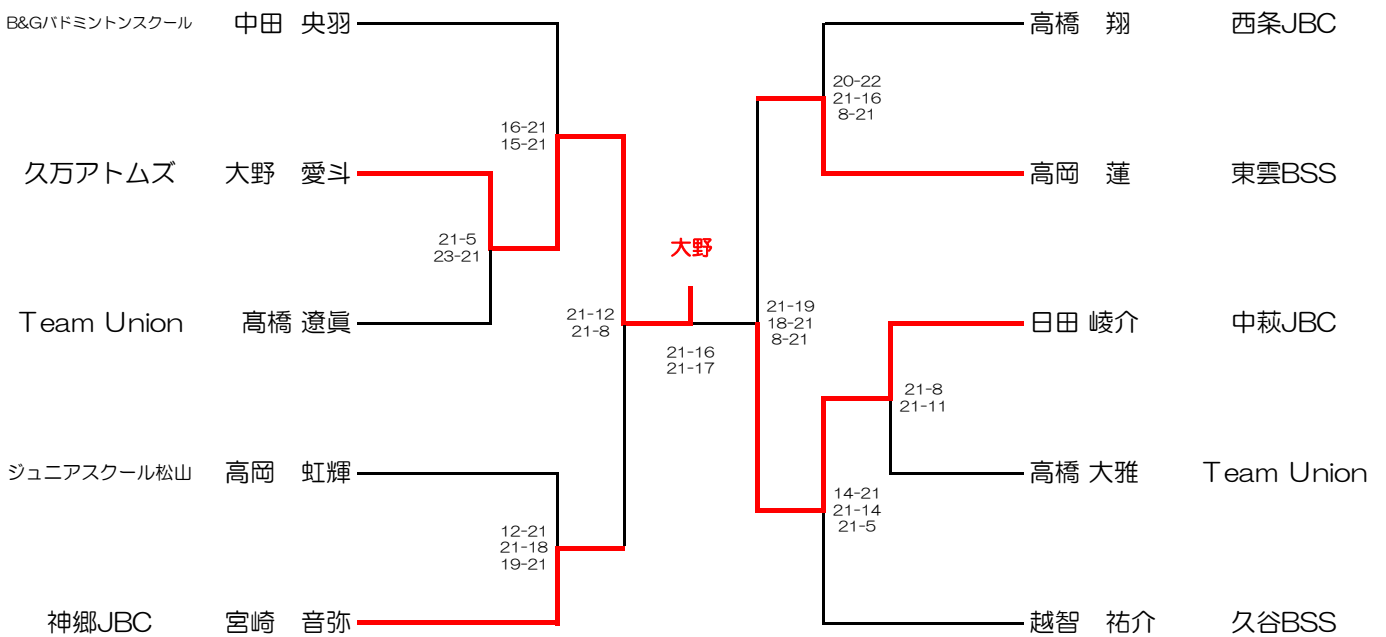 B&Gバドミントンスクール 中田 央羽
高橋 翔 西条JBC
20-22
21-16
8-21
16-21
15-21
久万アトムズ 大野 愛斗
高岡 蓮 東雲BSS
21-5
23-21
大野
Team Union 髙橋 遼眞
21-12
21-8
21-16
21-17
21-19
18-21
8-21
日田 崚介 中萩JBC
21-8
21-11
ジュニアスクール松山 高岡 虹輝
高橋 大雅 Team Union
14-21
21-14
21-5
12-21
21-18
19-21
神郷JBC 宮崎 音弥
越智 祐介 久谷BSS